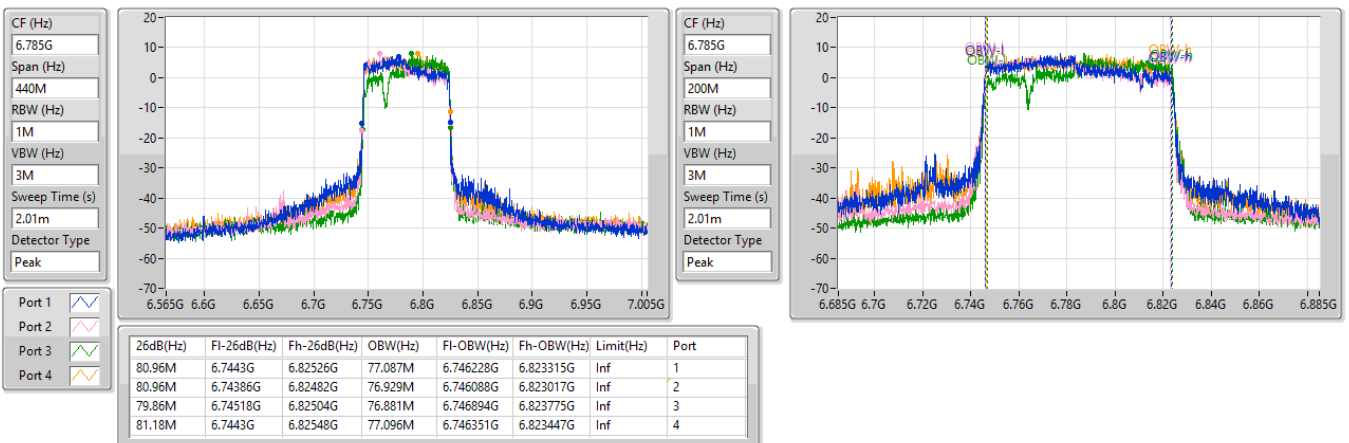 CF (Hz)
6.785G
Span (Hz)
440M
RBW (Hz)
1M
VBW (Hz)
3M
Sweep Time (s)
2.01m
Detector Type
Peak
20
10
0
-10
-20
-30
-40
-50
-60
-70
6.565G 6.6G 6.65G 6.7G 6.75G 6.8G 6.85G 6.9G 6.95G 7.005G
CF (Hz)
6.785G
Span (Hz)
200M
RBW (Hz)
1M
VBW (Hz)
3M
Sweep Time (s)
2.01m
Detector Type
Peak
20
10
0
-10
-20
-30
-40
-50
-60
-70
OBW-l OBW-h
6.685G 6.7G 6.72G 6.74G 6.76G 6.78G 6.8G 6.82G 6.84G 6.86G 6.885G
Port 1
Port 2
Port 3
Port 4
26dB(Hz) Fl-26dB(Hz) Fh-26dB(Hz) OBW(Hz) Fl-OBW(Hz) Fh-OBW(Hz) Limit(Hz) Port
80.96M 6.7443G 6.82526G 77.087M 6.746228G 6.823315G Inf 1
80.96M 6.74386G 6.82482G 76.929M 6.746088G 6.823017G Inf 2
79.86M 6.74518G 6.82504G 76.881M 6.746894G 6.823775G Inf 3
81.18M 6.7443G 6.82548G 77.096M 6.746351G 6.823447G Inf 4